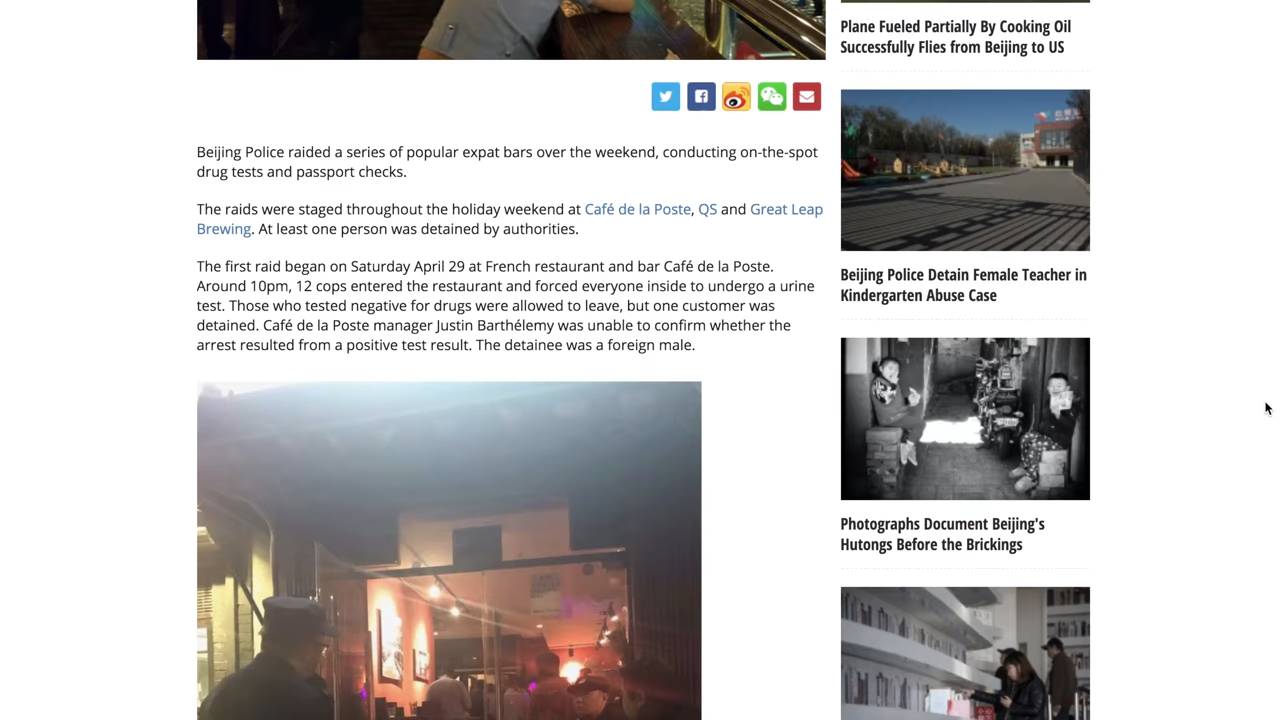 Beijing Police raided a series of popular expat bars over the weekend, conducting on-the-spot
drug tests and passport checks.
The raids were staged throughout the holiday weekend at Café de la Poste, QS and Great Leap
Brewing. At least one person was detained by authorities.
The first raid began on Saturday April 29 at French restaurant and bar Café de la Poste.
Around 10pm, 12 cops entered the restaurant and forced everyone inside to undergo a urine
test. Those who tested negative for drugs were allowed to leave, but one customer was
detained. Café de la Poste manager Justin Barthélemy was unable to confirm whether the
arrest resulted from a positive test result. The detainee was a foreign male.
Plane Fueled Partially By Cooking Oil
Successfully Flies from Beijing to US
Beijing Police Detain Female Teacher in
Kindergarten Abuse Case
Photographs Document Beijing's
Hutongs Before the Brickings